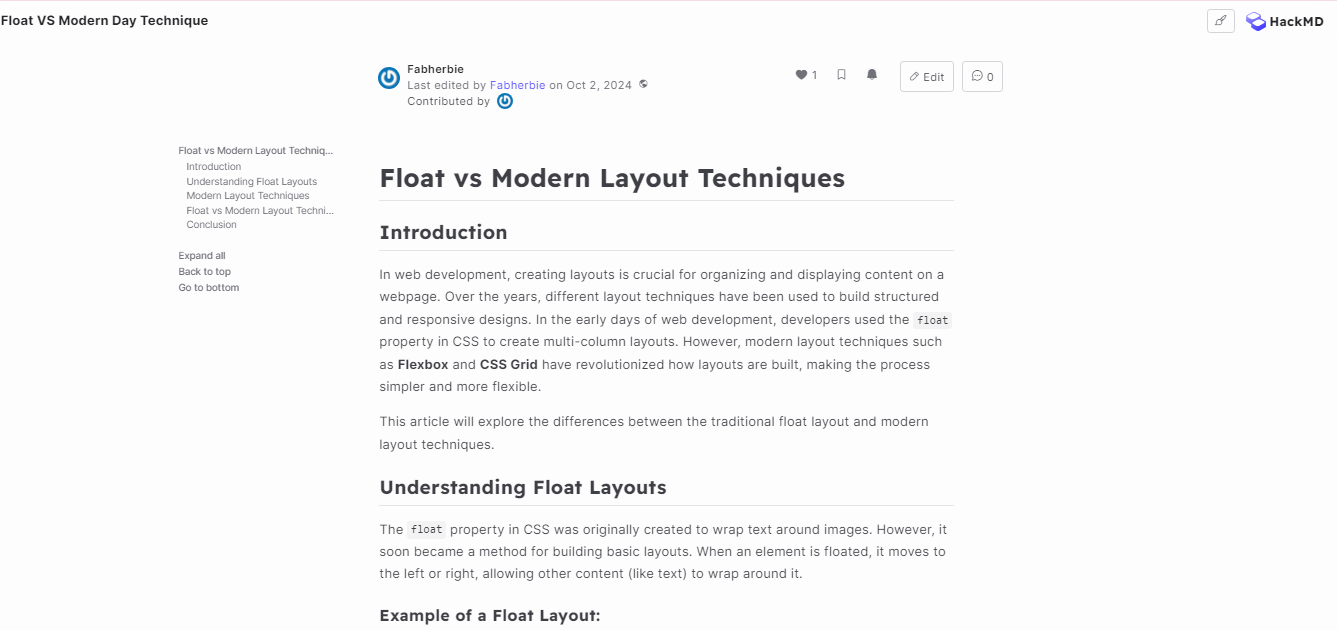 Float VS Modern Day Technique
HackMD
Fabherbie
Last edited by Fabherbie on Oct 2, 2024
Contributed by
1
Edit
0
Float vs Modern Layout Techniq...
Introduction
Understanding Float Layouts
Modern Layout Techniques
Float vs Modern Layout Techni...
Conclusion
Expand all
Back to top
Go to bottom
Float vs Modern Layout Techniques
Introduction
In web development, creating layouts is crucial for organizing and displaying content on a
webpage. Over the years, different layout techniques have been used to build structured
and responsive designs. In the early days of web development, developers used the float
property in CSS to create multi-column layouts. However, modern layout techniques such
as Flexbox and CSS Grid have revolutionized how layouts are built, making the process
simpler and more flexible.
This article will explore the differences between the traditional float layout and modern
layout techniques.
Understanding Float Layouts
The float property in CSS was originally created to wrap text around images. However, it
soon became a method for building basic layouts. When an element is floated, it moves to
the left or right, allowing other content (like text) to wrap around it.
Example of a Float Layout: